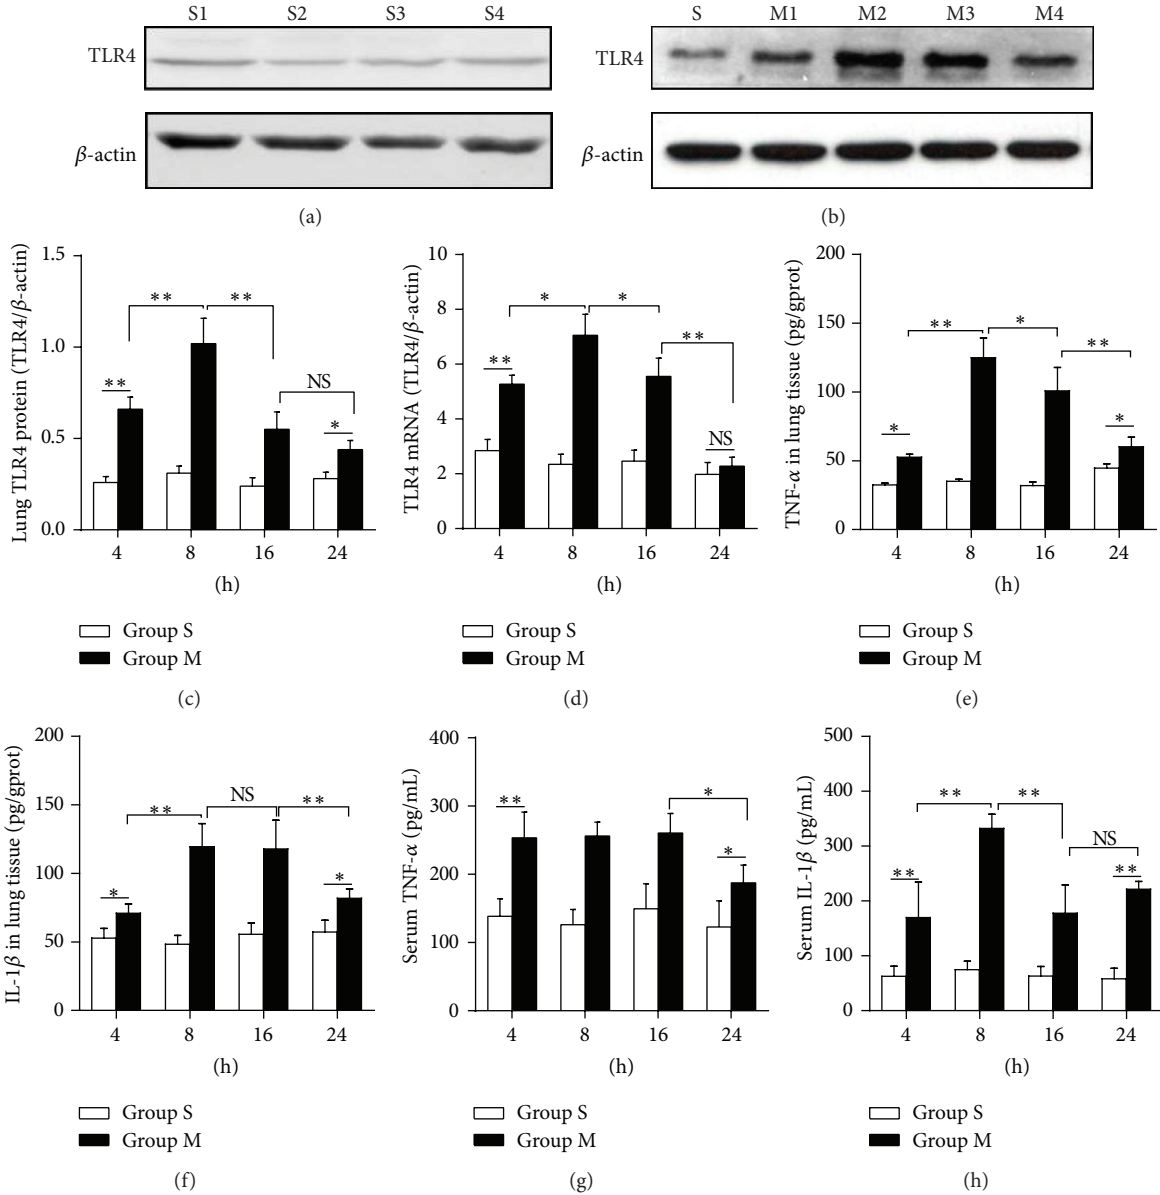 S1 S2 S3 S4
TLR4
β-actin
(a)
S M1 M2 M3 M4
TLR4
β-actin
(b)
Lung TLR4 protein (TLR4/β-actin)
1.5
1.0
0.5
0.0
** ** ** NS *
4 8 16 24
(h)
Group S
Group M
(c)
TLR4 mRNA (TLR4/β-actin)
10
8
6
4
2
0
** * * ** NS
4 8 16 24
(h)
Group S
Group M
(d)
TNF-α in lung tissue (pg/gprot)
200
150
100
50
0
* ** * ** *
4 8 16 24
(h)
Group S
Group M
(e)
IL-1β in lung tissue (pg/gprot)
200
150
100
50
0
* ** NS ** *
4 8 16 24
(h)
Group S
Group M
(f)
Serum TNF-α (pg/mL)
400
300
200
100
0
** * *
4 8 16 24
(h)
Group S
Group M
(g)
Serum IL-1β (pg/mL)
500
400
300
200
100
0
** ** ** NS **
4 8 16 24
(h)
Group S
Group M
(h)